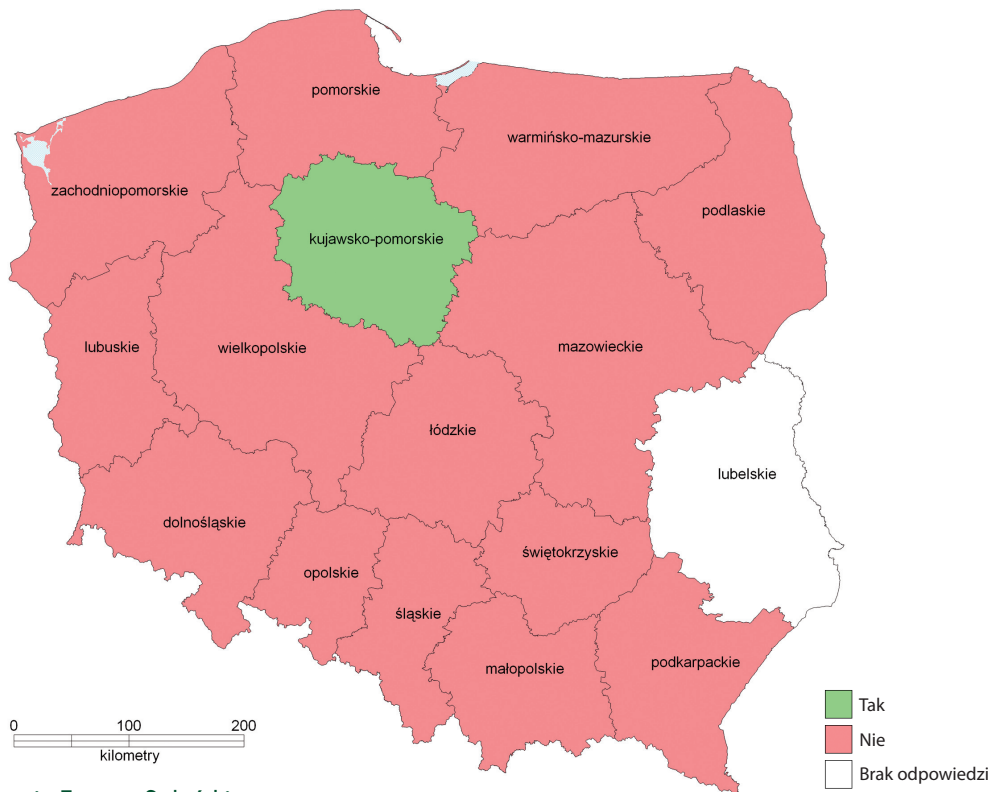 pomorskie
warmińsko-mazurskie
zachodniopomorskie
podlaskie
kujawsko-pomorskie
lubuskie
wielkopolskie
mazowieckie
łódzkie
lubelskie
dolnośląskie
świętokrzyskie
opolskie
śląskie
małopolskie
podkarpackie
0 100 200
kilometry
Tak
Nie
Brak odpowiedzi